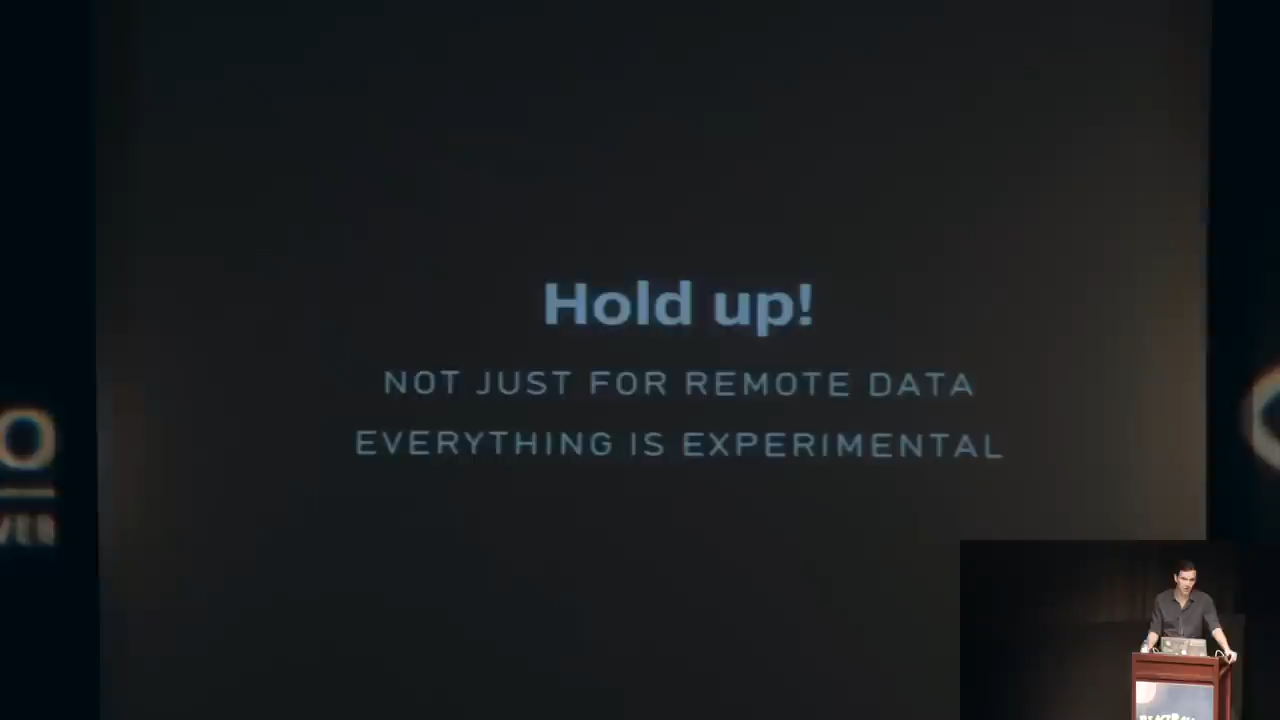 Hold up!
NOT JUST FOR REMOTE DATA
EVERYTHING IS EXPERIMENTAL